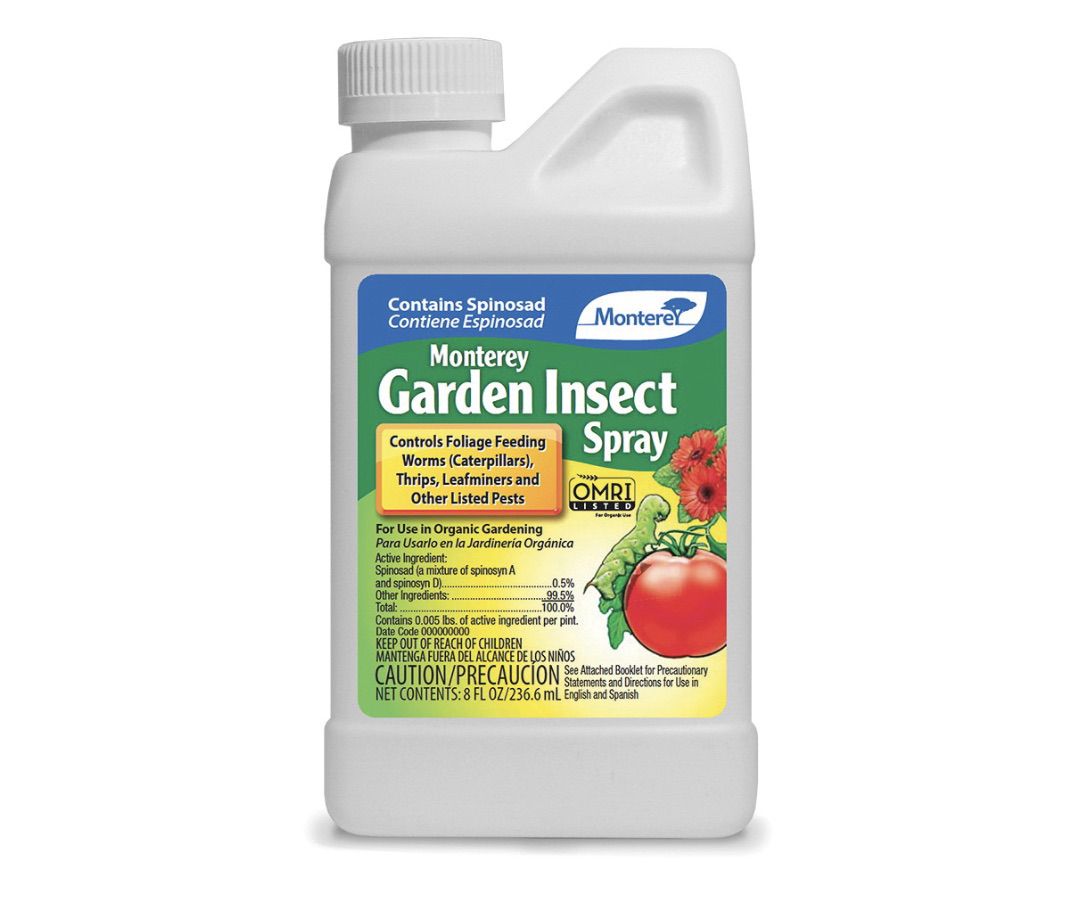 Contains Spinosad
Contiene Espinosad
Monterey
Monterey
Garden Insect
Spray
Controls Foliage Feeding
Worms (Caterpillars),
Thrips, Leafminers and
Other Listed Pests
OMRI
LISTED
For Organic Use
For Use in Organic Gardening
Para Usarlo en la Jardinería Orgánica
Active Ingredient:
Spinosad (a mixture of spinosyn A
and spinosyn D)..........................................0.5%
Other Ingredients: ...................................99.5%
Total: .....................................................100.0%
Contains 0.005 lbs. of active ingredient per pint.
Date Code 000000000
KEEP OUT OF REACH OF CHILDREN
MANTENGA FUERA DEL ALCANCE DE LOS NIÑOS
CAUTION/PRECAUCIÓN
NET CONTENTS: 8 FL OZ/236.6 mL
See Attached Booklet for Precautionary
Statements and Directions for Use in
English and Spanish